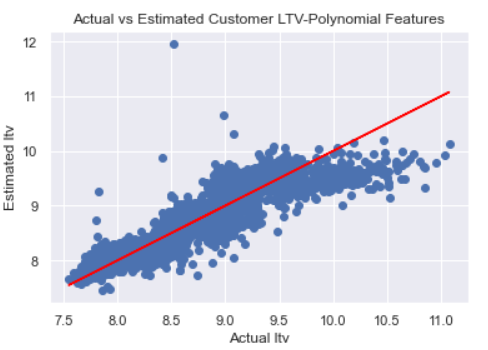 Actual vs Estimated Customer LTV-Polynomial Features
12
11
10
9
8
Estimated ltv
7.5 8.0 8.5 9.0 9.5 10.0 10.5 11.0
Actual ltv